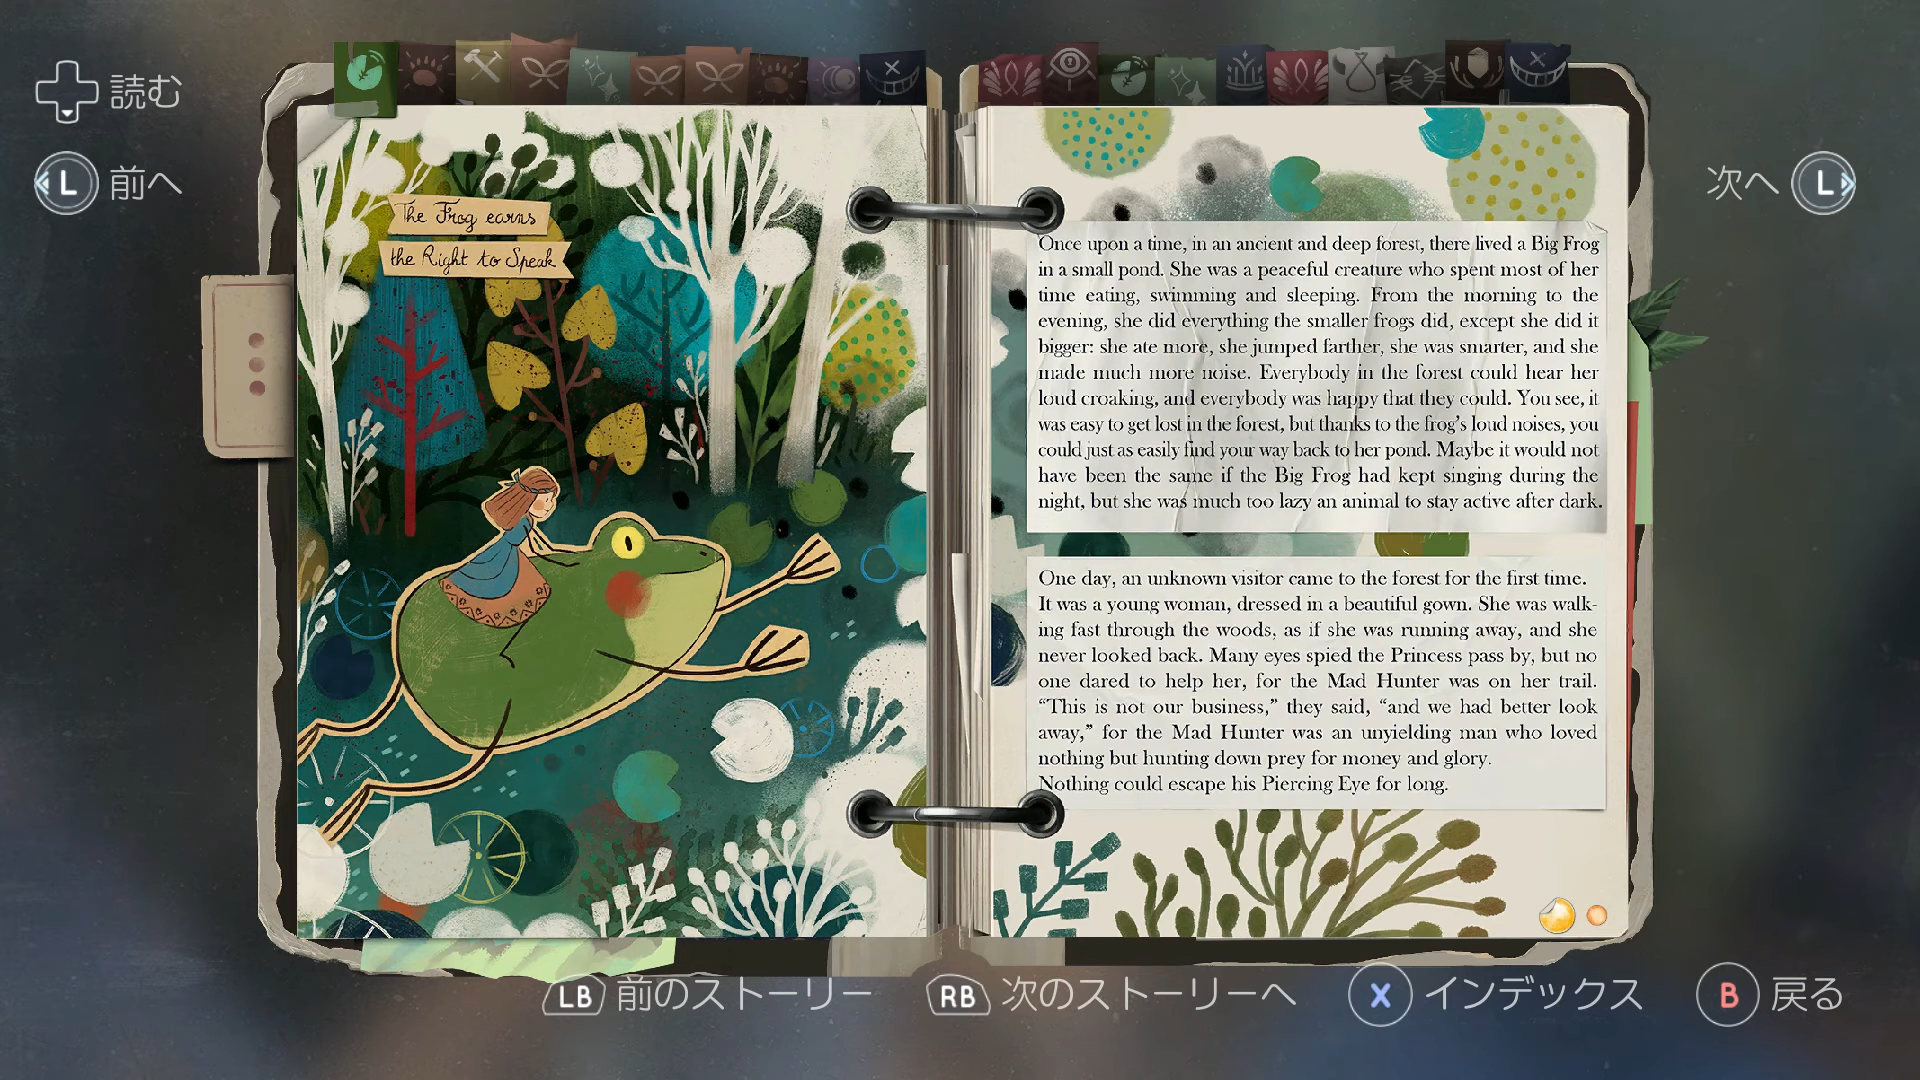 読む
L 前へ
次へ L
The Frog earns
the Right to Speak
Once upon a time, in an ancient and deep forest, there lived a Big Frog
in a small pond. She was a peaceful creature who spent most of her
time eating, swimming and sleeping. From the morning to the
evening, she did everything the smaller frogs did, except she did it
bigger: she ate more, she jumped farther, she was smarter, and she
made much more noise. Everybody in the forest could hear her
loud croaking, and everybody was happy that they could. You see, it
was easy to get lost in the forest, but thanks to the frog's loud noises, you
could just as easily find your way back to her pond. Maybe it would not
have been the same if the Big Frog had kept singing during the
night, but she was much too lazy an animal to stay active after dark.
One day, an unknown visitor came to the forest for the first time.
It was a young woman, dressed in a beautiful gown. She was walk-
ing fast through the woods, as if she was running away, and she
never looked back. Many eyes spied the Princess pass by, but no
one dared to help her, for the Mad Hunter was on her trail.
“This is not our business,” they said, “and we had better look
away,” for the Mad Hunter was an unyielding man who loved
nothing but hunting down prey for money and glory.
Nothing could escape his Piercing Eye for long.
LB 前のストーリー RB 次のストーリーへ X インデックス B 戻る